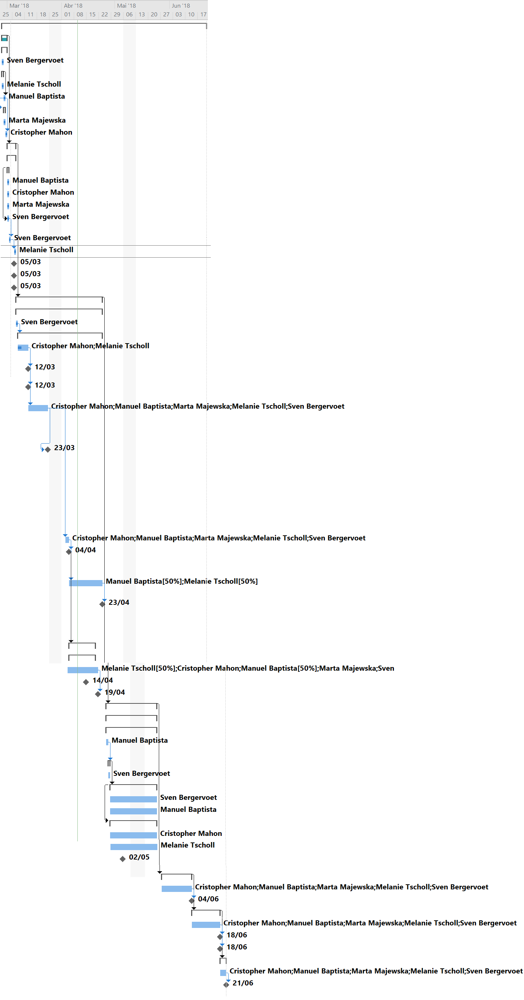 Mar '18 Abr '18 Mai '18 Jun '18
25 04 11 18 25 01 08 15 22 29 06 13 20 27 03 10 17
Sven Bergervoet
Melanie Tscholl
Manuel Baptista
Marta Majewska
Cristopher Mahon
Manuel Baptista
Cristopher Mahon
Marta Majewska
Sven Bergervoet
Sven Bergervoet
Melanie Tscholl
05/03
05/03
05/03
Sven Bergervoet
Cristopher Mahon;Melanie Tscholl
12/03
12/03
Cristopher Mahon;Manuel Baptista;Marta Majewska;Melanie Tscholl;Sven Bergervoet
23/03
Cristopher Mahon;Manuel Baptista;Marta Majewska;Melanie Tscholl;Sven Bergervoet
04/04
Manuel Baptista[50%];Melanie Tscholl[50%]
23/04
Melanie Tscholl[50%];Cristopher Mahon;Manuel Baptista[50%];Marta Majewska;Sven
14/04
19/04
Manuel Baptista
Sven Bergervoet
Sven Bergervoet
Manuel Baptista
Cristopher Mahon
Melanie Tscholl
02/05
Cristopher Mahon;Manuel Baptista;Marta Majewska;Melanie Tscholl;Sven Bergervoet
04/06
Cristopher Mahon;Manuel Baptista;Marta Majewska;Melanie Tscholl;Sven Bergervoet
18/06
18/06
Cristopher Mahon;Manuel Baptista;Marta Majewska;Melanie Tscholl;Sven Bergervoet
21/06